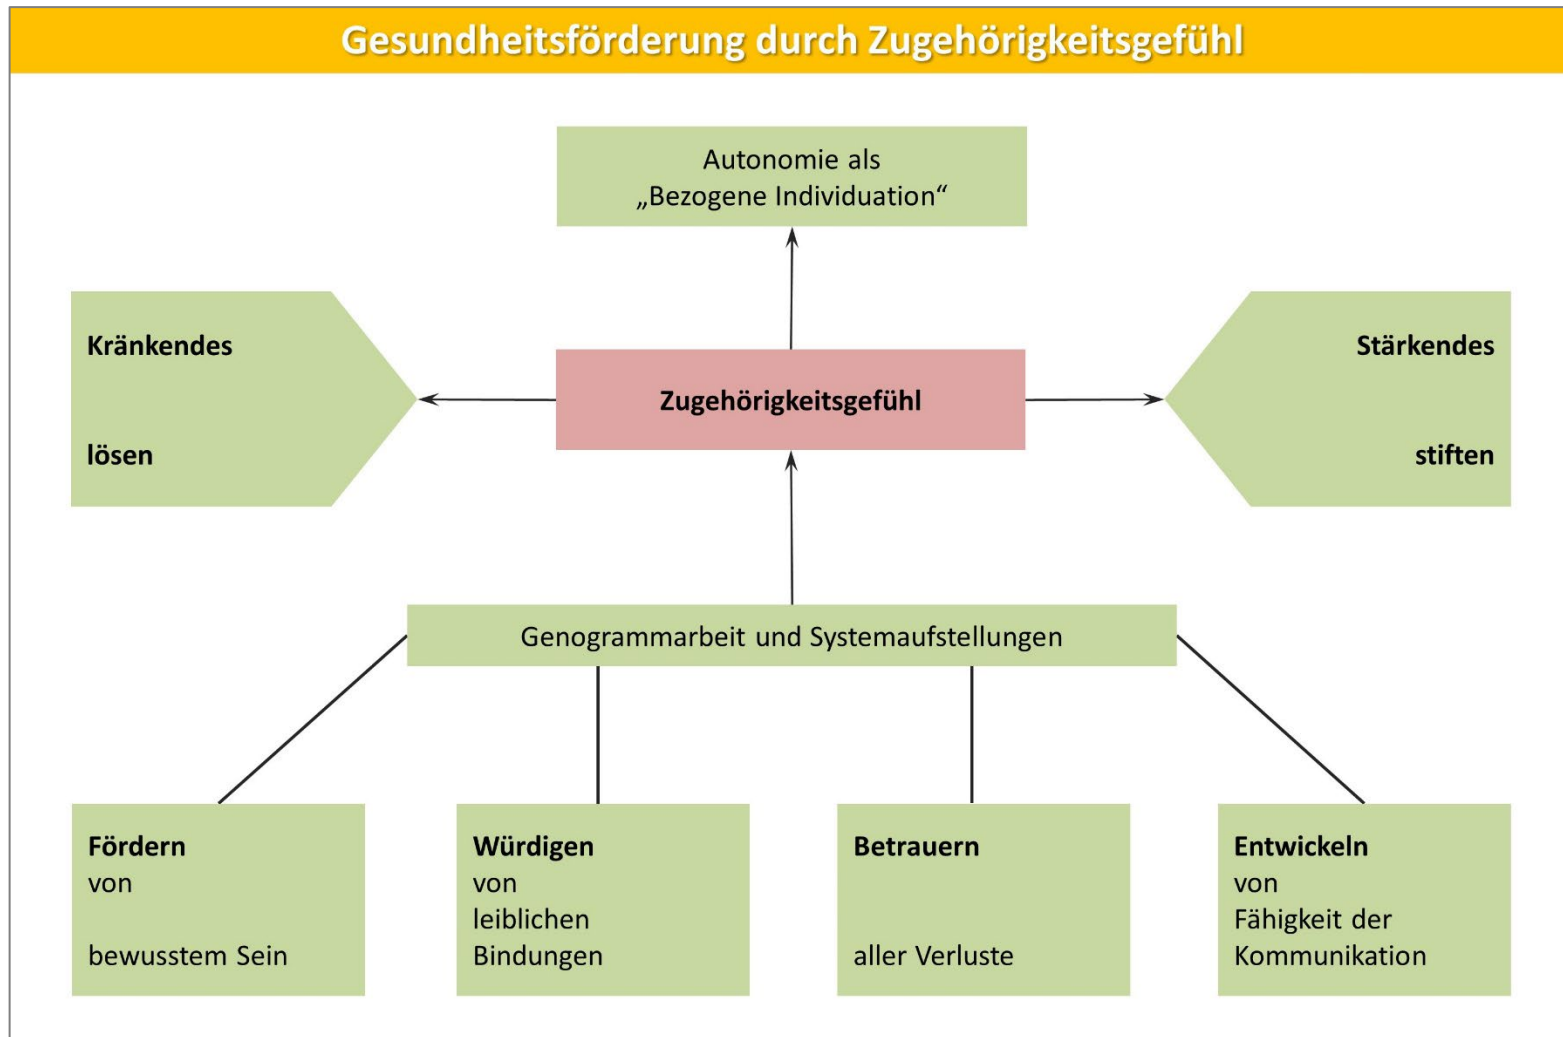 Gesundheitsförderung durch Zugehörigkeitsgefühl
Autonomie als
„Bezogene Individuation“
Kränkendes
lösen
Zugehörigkeitsgefühl
Stärkendes
stiften
Genogrammarbeit und Systemaufstellungen
Fördern
von
bewusstem Sein
Würdigen
von
leiblichen
Bindungen
Betrauern
aller Verluste
Entwickeln
von
Fähigkeit der
Kommunikation